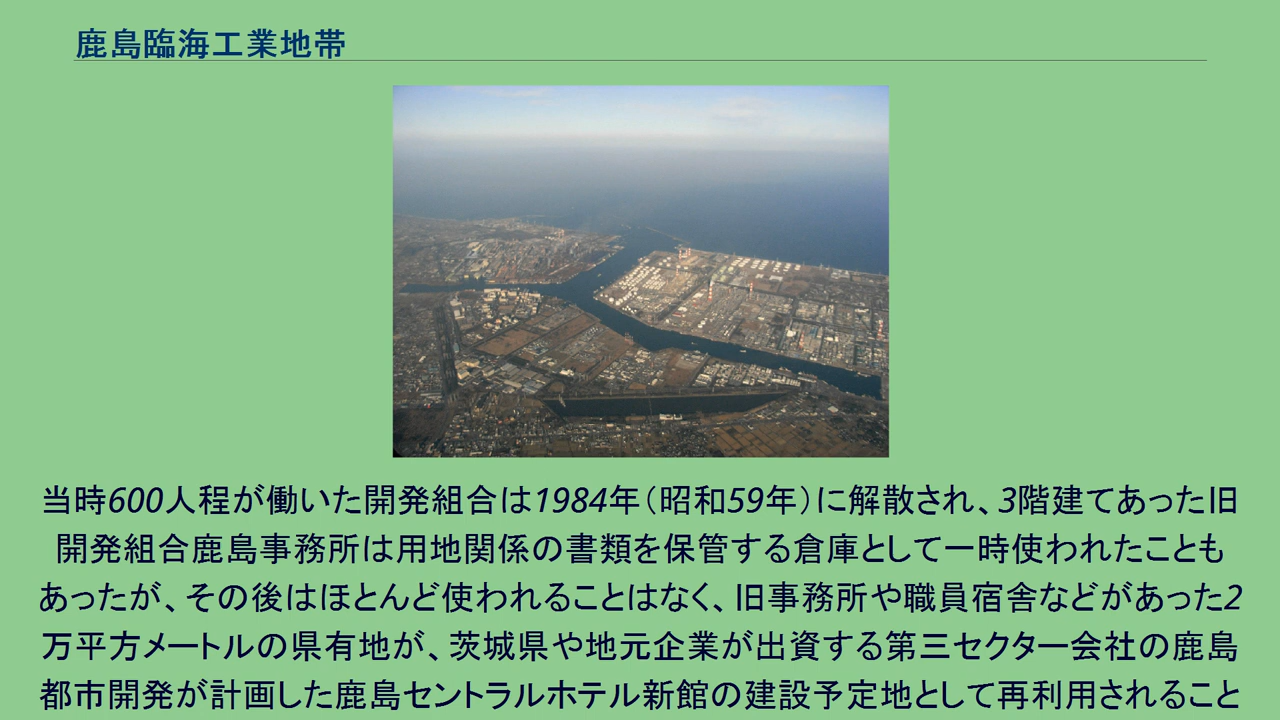 鹿島臨海工業地帯
当時600人程が働いた開発組合は1984年（昭和59年）に解散され、3階建てあった旧
開発組合鹿島事務所は用地関係の書類を保管する倉庫として一時使われたことも
あったが、その後はほとんど使われることはなく、旧事務所や職員宿舎などがあった2
万平方メートルの県有地が、茨城県や地元企業が出資する第三セクター会社の鹿島
都市開発が計画した鹿島セントラルホテル新館の建設予定地として再利用されること